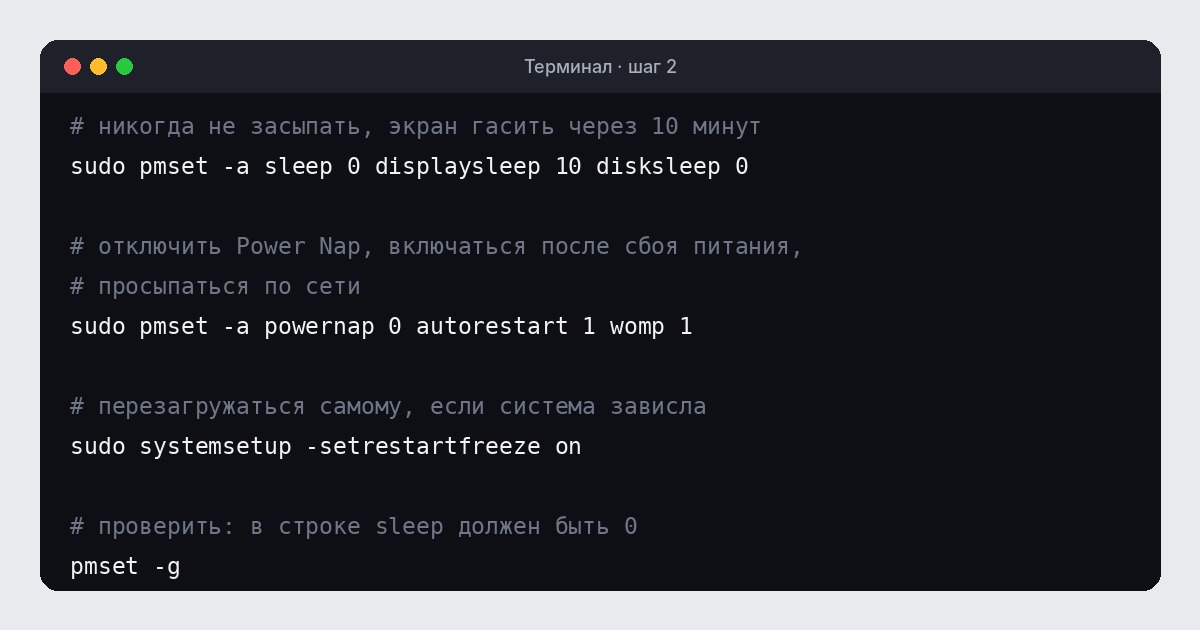 Терминал · шаг 2
# никогда не засыпать, экран гасить через 10 минут
sudo pmset -a sleep 0 displaysleep 10 disksleep 0
# отключить Power Nap, включаться после сбоя питания,
# просыпаться по сети
sudo pmset -a powernap 0 autorestart 1 womp 1
# перезагружаться самому, если система зависла
sudo systemsetup -setrestartfreeze on
# проверить: в строке sleep должен быть 0
pmset -g